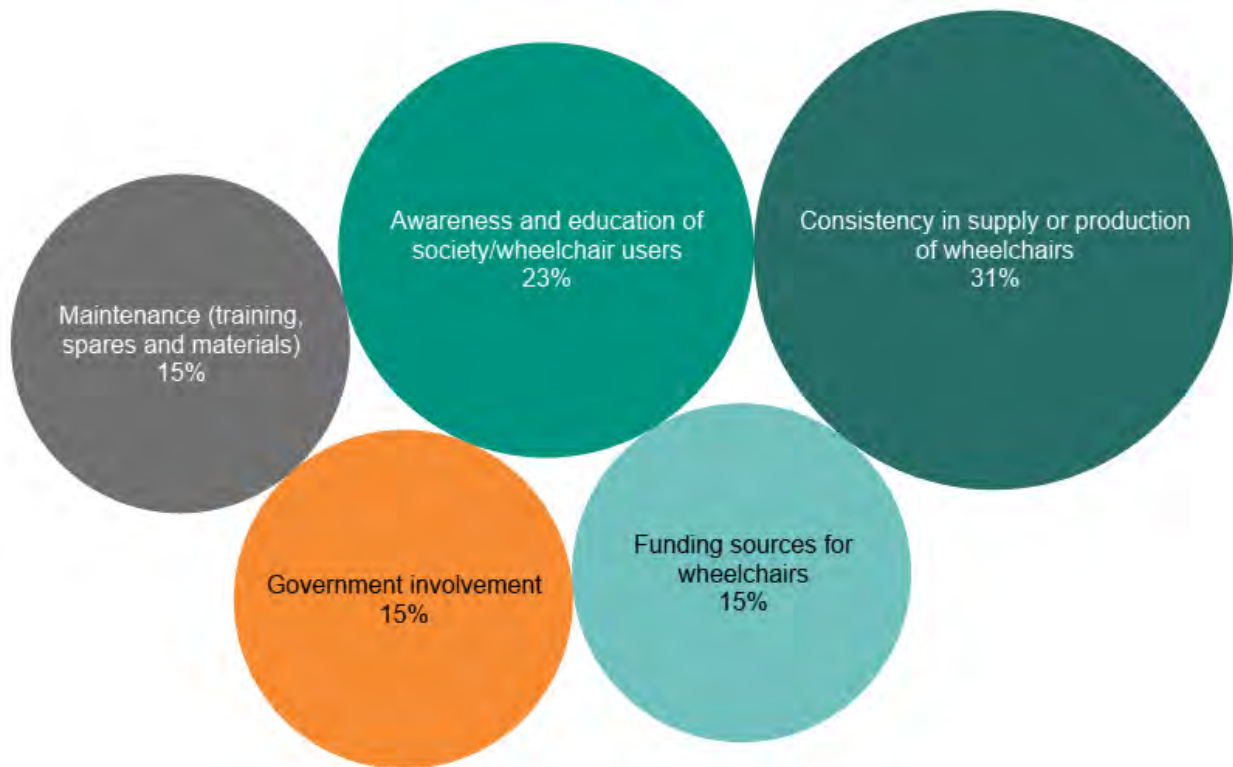 Awareness and education of
society/wheelchair users
23%
Consistency in supply or production
of wheelchairs
31%
Maintenance (training,
spares and materials)
15%
Government involvement
15%
Funding sources for
wheelchairs
15%